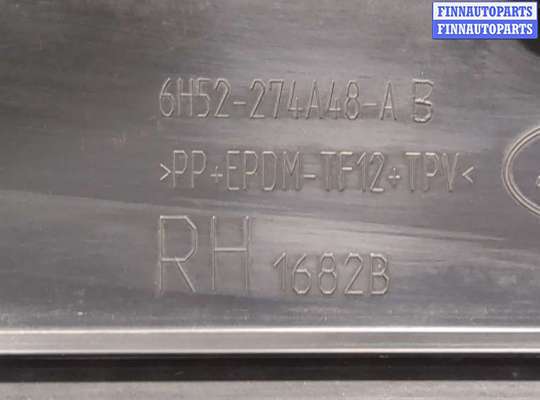 FINNAUTOPARTS
FINNAUTOPARTS
6H52-274A48-A B
>PP+EPDM-TF12+TPV<
RH 1682B